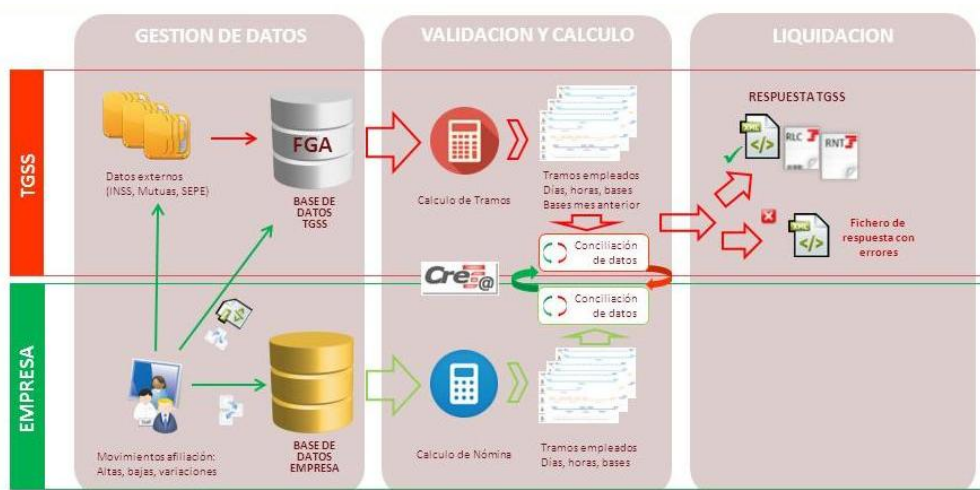 GESTION DE DATOS
VALIDACION Y CALCULO
LIQUIDACION
TGSS
FGA
Datos externos
(INSS, Mutuas, SEPE)
BASE DE
DATOS
TGSS
Calculo de Tramos
Tramos empleados
Días, horas, bases
Bases mes anterior
RESPUESTA TGSS
XML
</>
RLC
RNT
XML
</>
Fichero de
respuesta con
errores
Conciliación
de datos
Cre@
Conciliación
de datos
EMPRESA
Movimientos afiliación:
Altas, bajas, variaciones
BASE DE
DATOS
EMPRESA
Calculo de Nómina
Tramos empleados
Días, horas, bases